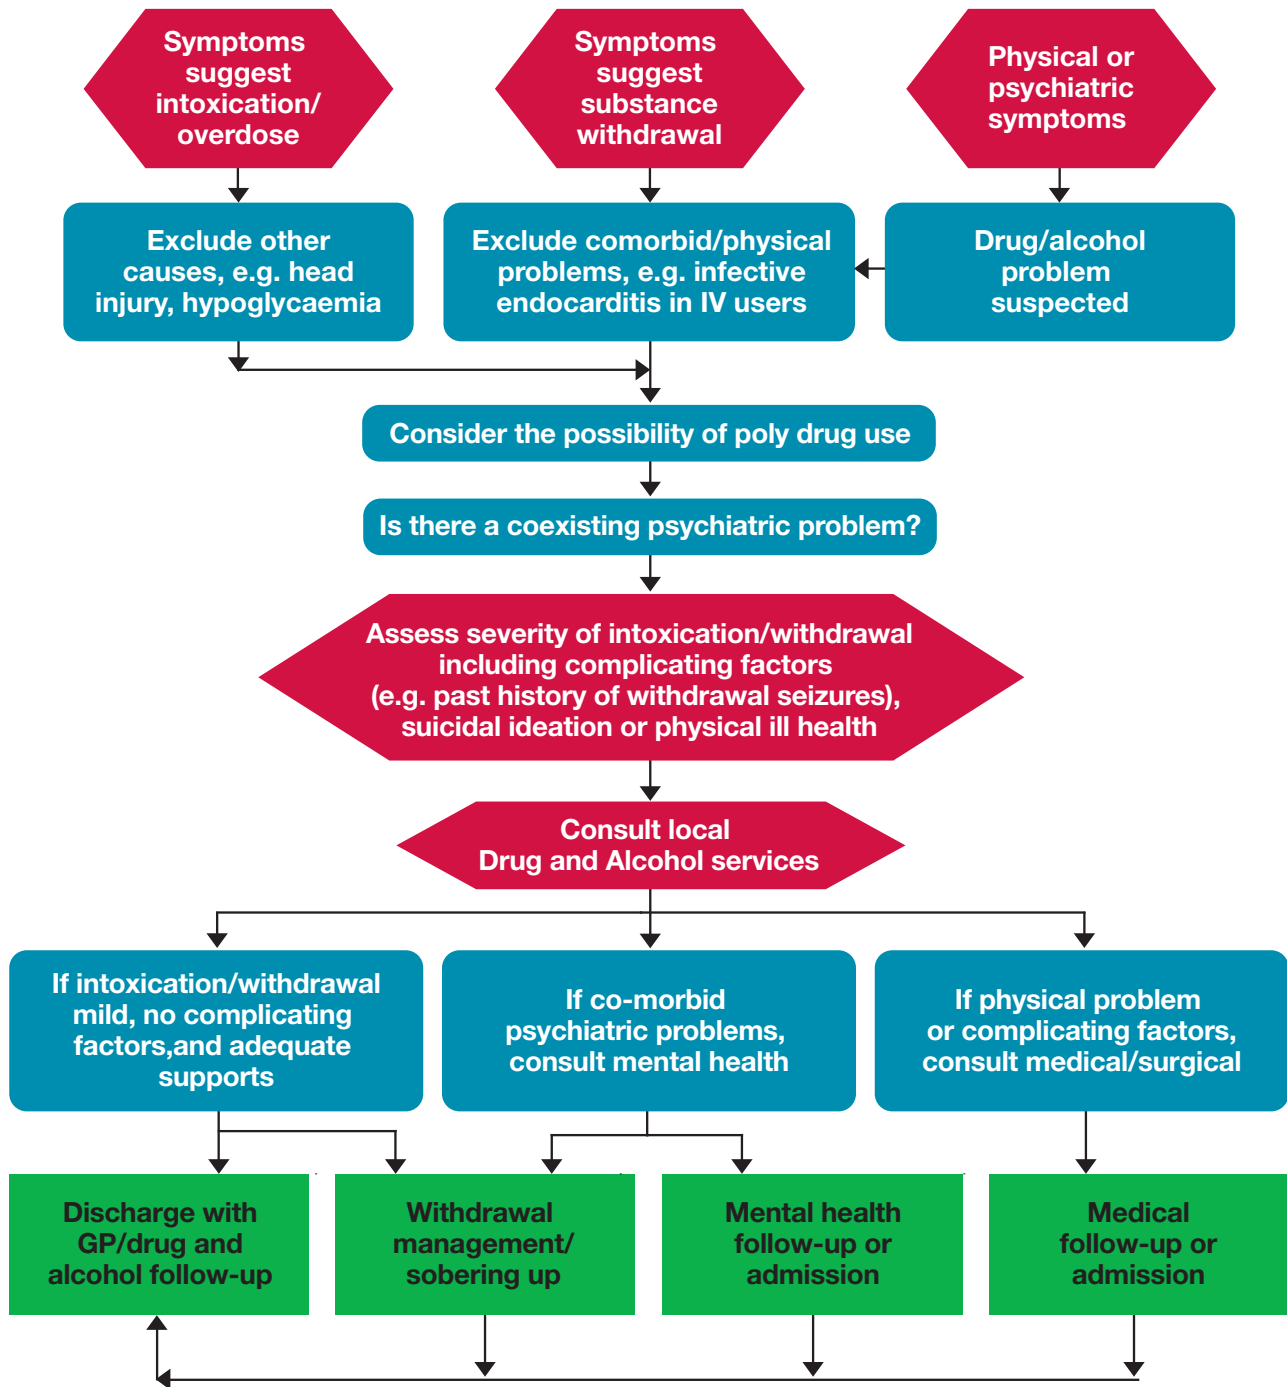 Symptoms
suggest
intoxication/
overdose
Symptoms
suggest
substance
withdrawal
Physical or
psychiatric
symptoms
Exclude other
causes, e.g. head
injury, hypoglycaemia
Exclude comorbid/physical
problems, e.g. infective
endocarditis in IV users
Drug/alcohol
problem
suspected
Consider the possibility of poly drug use
Is there a coexisting psychiatric problem?
Assess severity of intoxication/withdrawal
including complicating factors
(e.g. past history of withdrawal seizures),
suicidal ideation or physical ill health
Consult local
Drug and Alcohol services
If intoxication/withdrawal
mild, no complicating
factors,and adequate
supports
If co-morbid
psychiatric problems,
consult mental health
If physical problem
or complicating factors,
consult medical/surgical
Discharge with
GP/drug and
alcohol follow-up
Withdrawal
management/
sobering up
Mental health
follow-up or
admission
Medical
follow-up or
admission